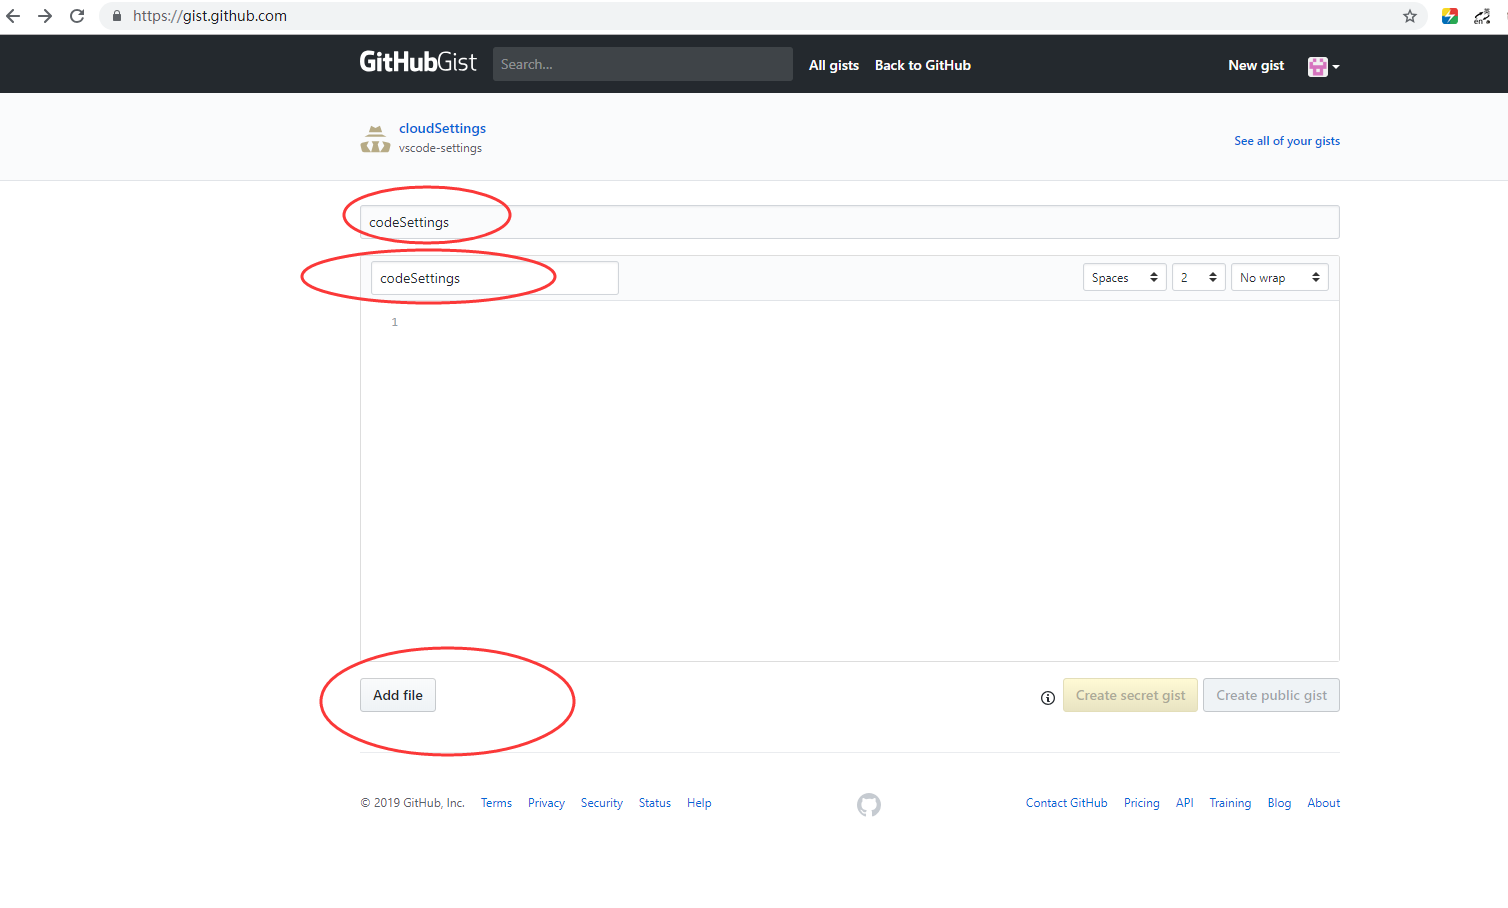 https://gist.github.com
GitHubGist Search... All gists Back to GitHub New gist
cloudSettings
vscode-settings
See all of your gists
codeSettings
codeSettings Spaces 2 No wrap
1
Add file Create secret gist Create public gist
© 2019 GitHub, Inc. Terms Privacy Security Status Help Contact GitHub Pricing API Training Blog About